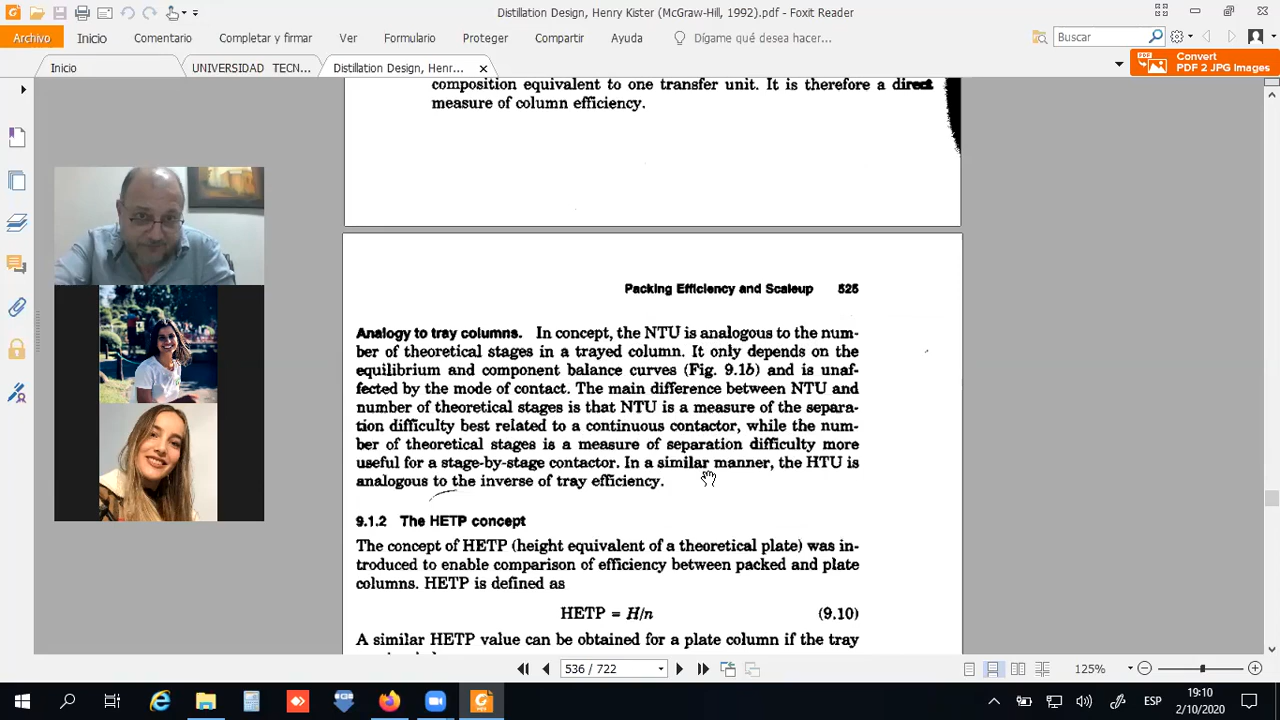 Distillation Design, Henry Kister (McGraw-Hill, 1992).pdf - Foxit Reader
Archivo Inicio Comentario Completar y firmar Ver Formulario Proteger Compartir Ayuda Dígame qué desea hacer... Buscar
Inicio UNIVERSIDAD TECN... Distillation Design, Henr...
Convert
PDF 2 JPG Images
composition equivalent to one transfer unit. It is therefore a direct
measure of column efficiency.
Packing Efficiency and Scaleup 525
Analogy to tray columns. In concept, the NTU is analogous to the num-
ber of theoretical stages in a trayed column. It only depends on the
equilibrium and component balance curves (Fig. 9.1b) and is unaf-
fected by the mode of contact. The main difference between NTU and
number of theoretical stages is that NTU is a measure of the separa-
tion difficulty best related to a continuous contactor, while the num-
ber of theoretical stages is a measure of separation difficulty more
useful for a stage-by-stage contactor. In a similar manner, the HTU is
analogous to the inverse of tray efficiency.
9.1.2 The HETP concept
The concept of HETP (height equivalent of a theoretical plate) was in-
troduced to enable comparison of efficiency between packed and plate
columns. HETP is defined as
HETP = H/n (9.10)
A similar HETP value can be obtained for a plate column if the tray
536 / 722
125%
ESP
19:10
2/10/2020